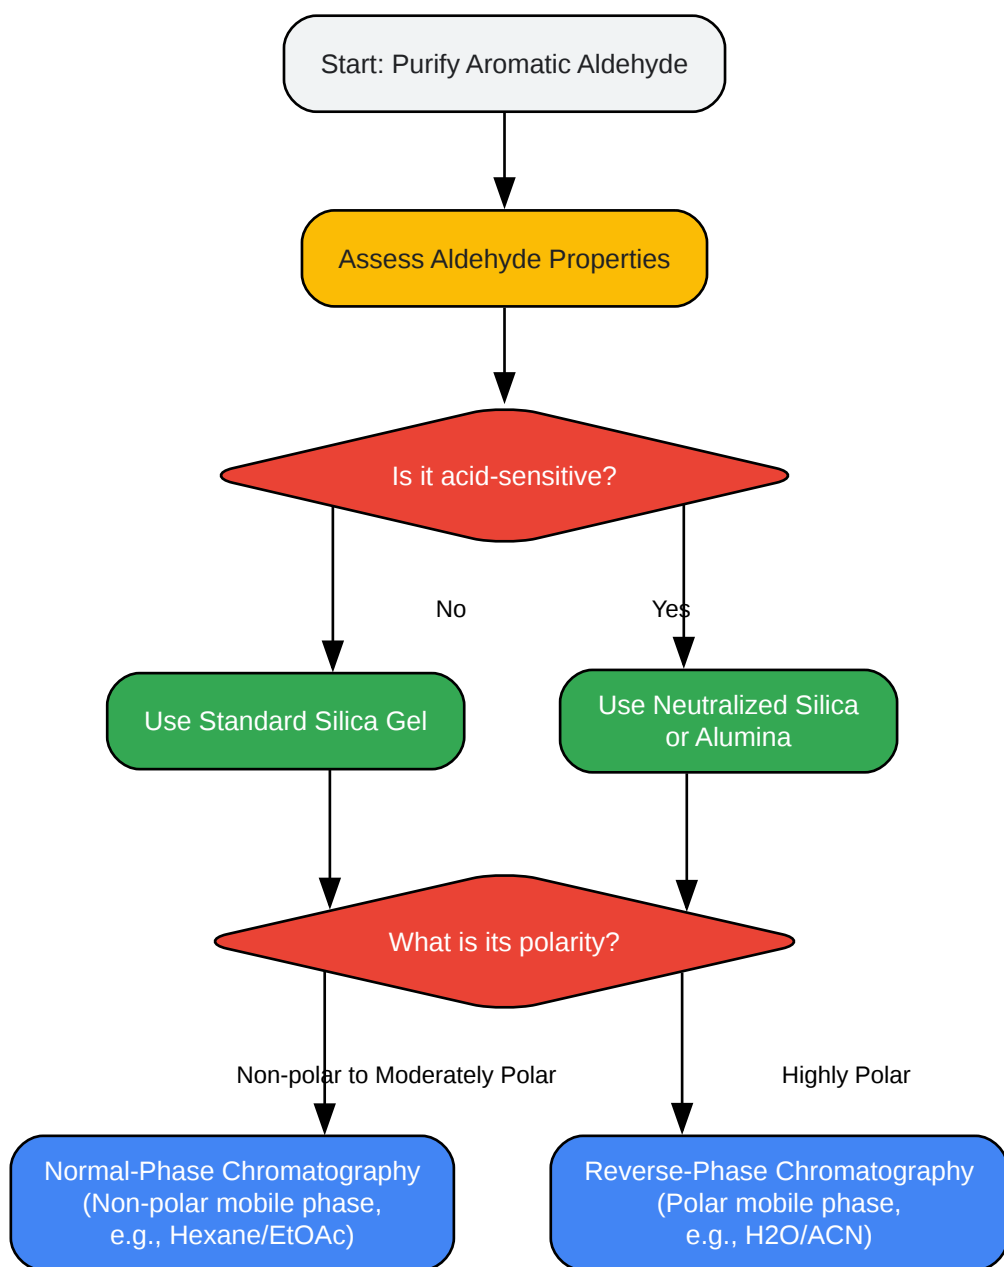 Start: Purify Aromatic Aldehyde
Assess Aldehyde Properties
Is it acid-sensitive?
No
Yes
Use Standard Silica Gel
Use Neutralized Silica
or Alumina
What is its polarity?
Non-polar to Moderately Polar
Highly Polar
Normal-Phase Chromatography
(Non-polar mobile phase,
e.g., Hexane/EtOAc)
Reverse-Phase Chromatography
(Polar mobile phase,
e.g., H2O/ACN)